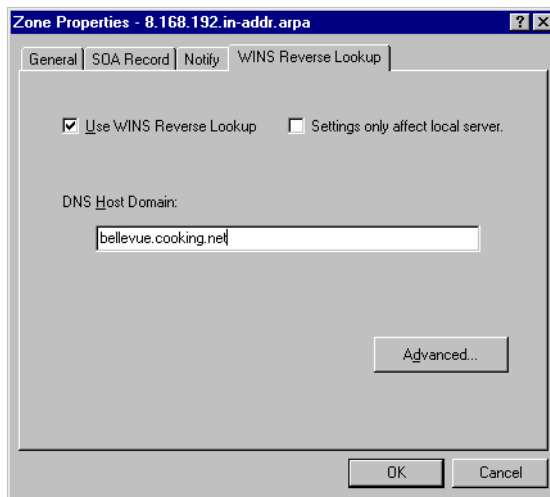 Zone Properties - 8.168.192.in-addr.arpa
General SOA Record Notify WINS Reverse Lookup
Use WINS Reverse Lookup Settings only affect local server.
DNS Host Domain:
bellevue.cooking.net
Advanced...
OK Cancel